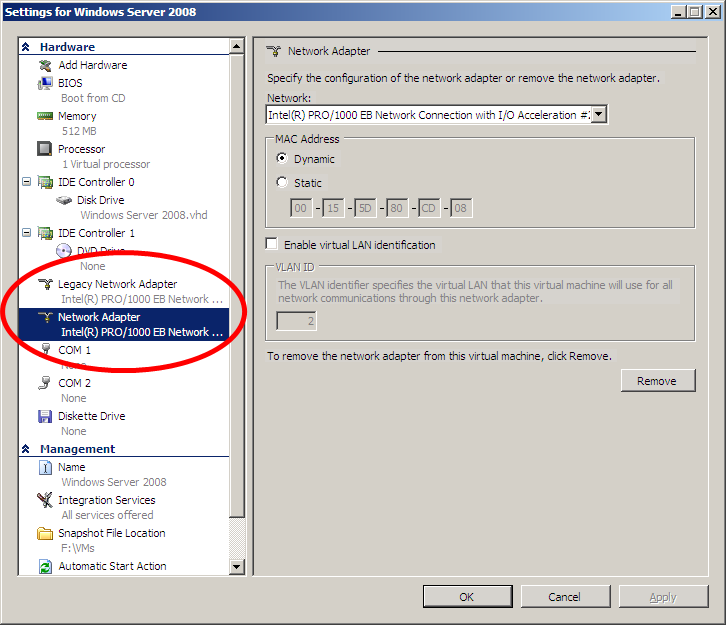 Settings for Windows Server 2008
Hardware
Add Hardware
BIOS
Boot from CD
Memory
512 MB
Processor
1 Virtual processor
IDE Controller 0
Disk Drive
Windows Server 2008.vhd
IDE Controller 1
DVD Drive
None
Legacy Network Adapter
Intel(R) PRO/1000 EB Network ...
Network Adapter
Intel(R) PRO/1000 EB Network ...
COM 1
None
COM 2
None
Diskette Drive
None
Management
Name
Windows Server 2008
Integration Services
All services offered
Snapshot File Location
F:\VMs
Automatic Start Action
Network Adapter
Specify the configuration of the network adapter or remove the network adapter.
Network:
Intel(R) PRO/1000 EB Network Connection with I/O Acceleration #
MAC Address
Dynamic
Static
00 - 15 - 5D - 80 - CD - 08
Enable virtual LAN identification
VLAN ID
The VLAN identifier specifies the virtual LAN that this virtual machine will use for all
network communications through this network adapter.
2
To remove the network adapter from this virtual machine, click Remove.
Remove
OK
Cancel
Apply